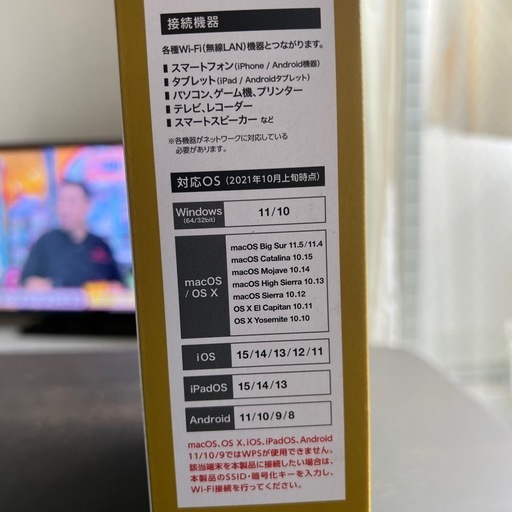 接続機器
各種Wi-Fi(無線LAN)機器とつながります。
スマートフォン(iPhone / Android機器)
タブレット(iPad / Androidタブレット)
パソコン、ゲーム機、プリンター
テレビ、レコーダー
スマートスピーカー など
※各機器がネットワークに対応している
必要があります。
対応OS (2021年10月上旬時点)
Windows
(64/32bit)
11/10
macOS
/ OS X
macOS Big Sur 11.5/11.4
macOS Catalina 10.15
macOS Mojave 10.14
macOS High Sierra 10.13
macOS Sierra 10.12
OS X El Capitan 10.11
OS X Yosemite 10.10
iOS
15/14/13/12/11
iPadOS
15/14/13
Android
11/10/9/8
macOS、OS X、iOS、iPadOS、Android
11/10/9ではWPSが使用できません。
該当端末を本製品に接続したい場合は、
本製品のSSID・暗号化キーを入力し、
Wi-Fi接続を行ってください。